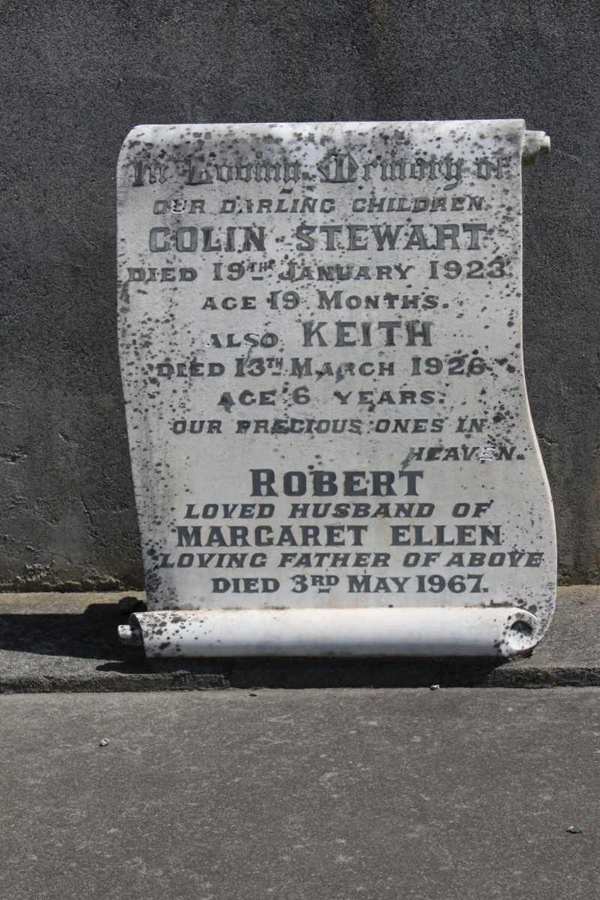 In Loving Memory of
OUR DARLING CHILDREN
COLIN STEWART
DIED 19TH JANUARY 1923
AGE 19 MONTHS.
ALSO KEITH
DIED 13TH MARCH 1926
AGE 6 YEARS.
OUR PRECIOUS ONES IN
HEAVEN.
ROBERT
LOVED HUSBAND OF
MARGARET ELLEN
LOVING FATHER OF ABOVE
DIED 3RD MAY 1967.